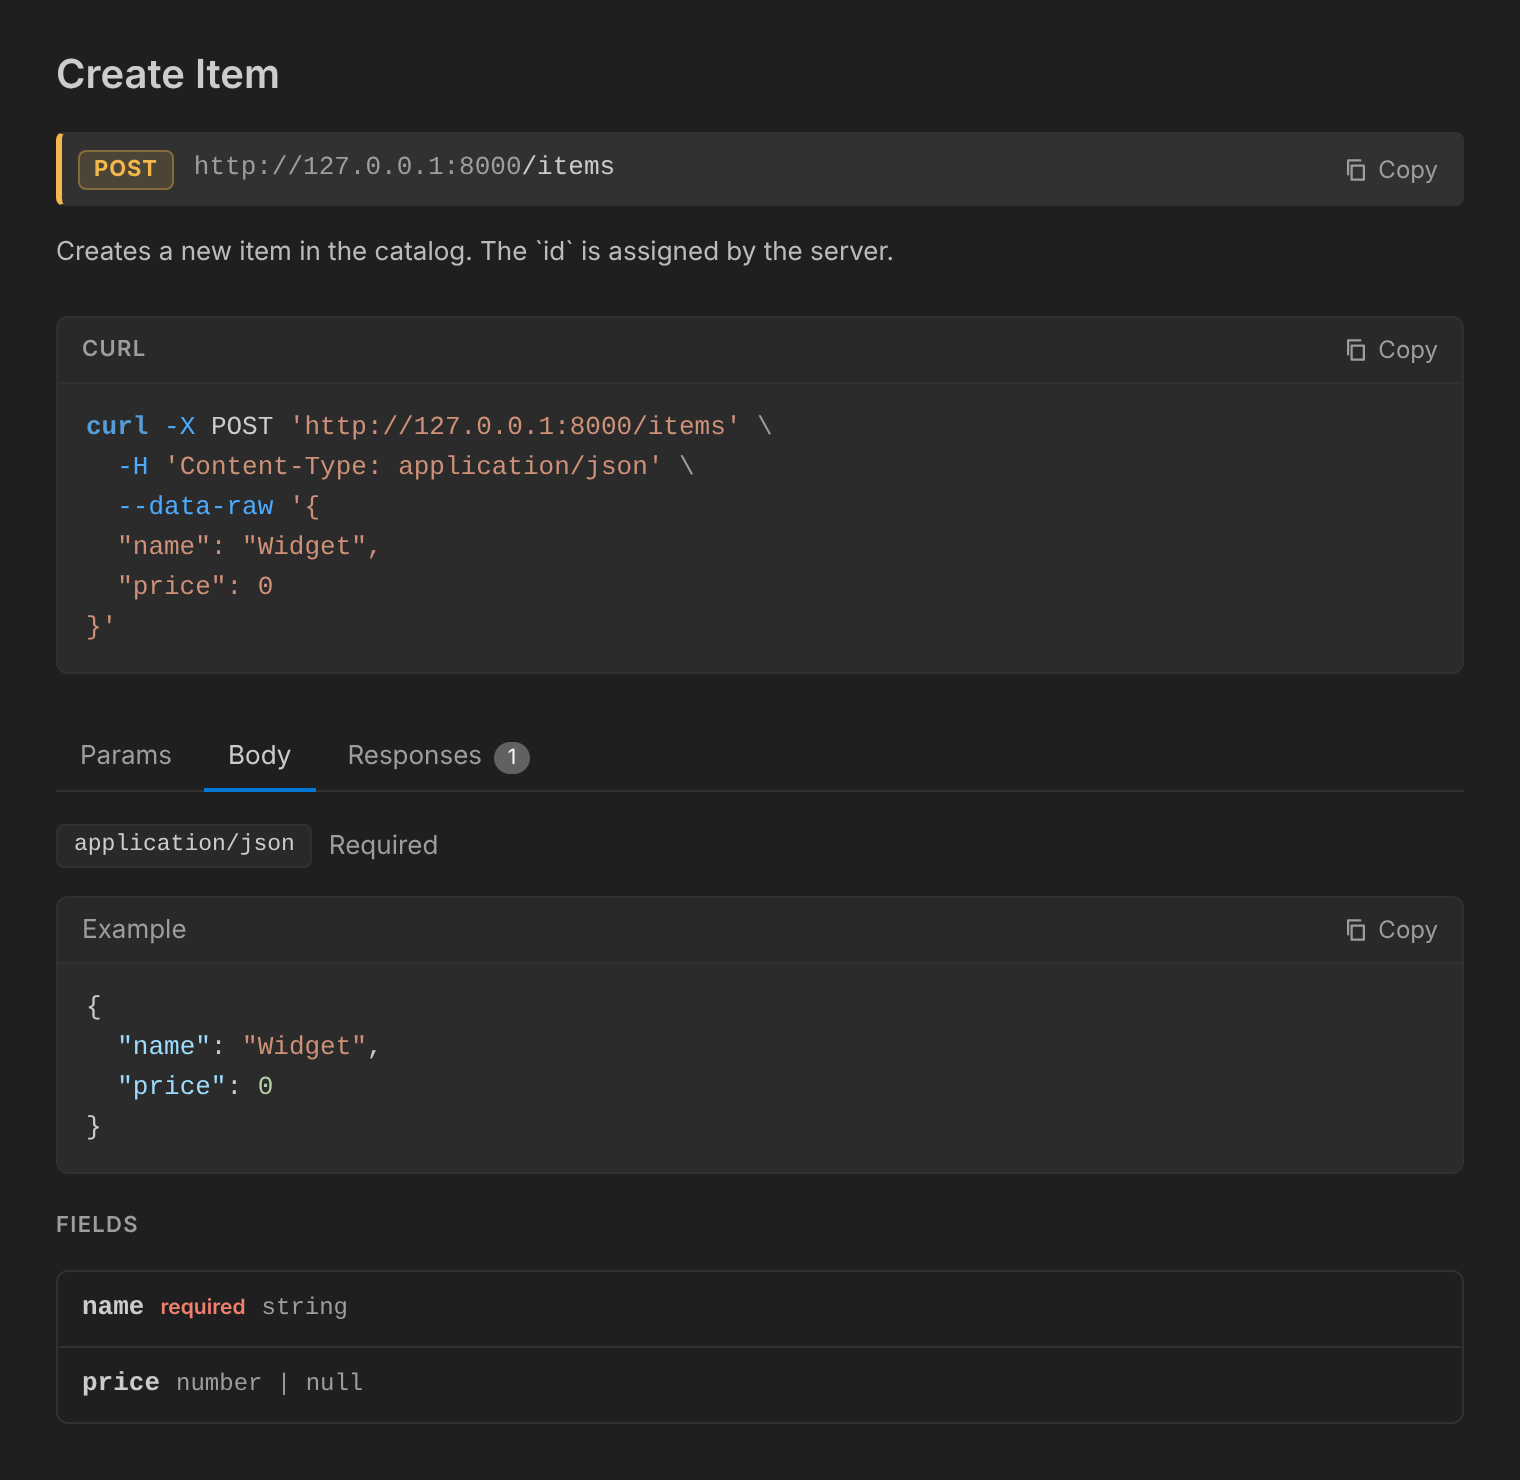 Create Item
POST http://127.0.0.1:8000/items Copy
Creates a new item in the catalog. The `id` is assigned by the server.
CURL Copy
curl -X POST 'http://127.0.0.1:8000/items' \
  -H 'Content-Type: application/json' \
  --data-raw '{
  "name": "Widget",
  "price": 0
}'
Params Body Responses 1
application/json Required
Example Copy
{
  "name": "Widget",
  "price": 0
}
FIELDS
name required string
price number | null